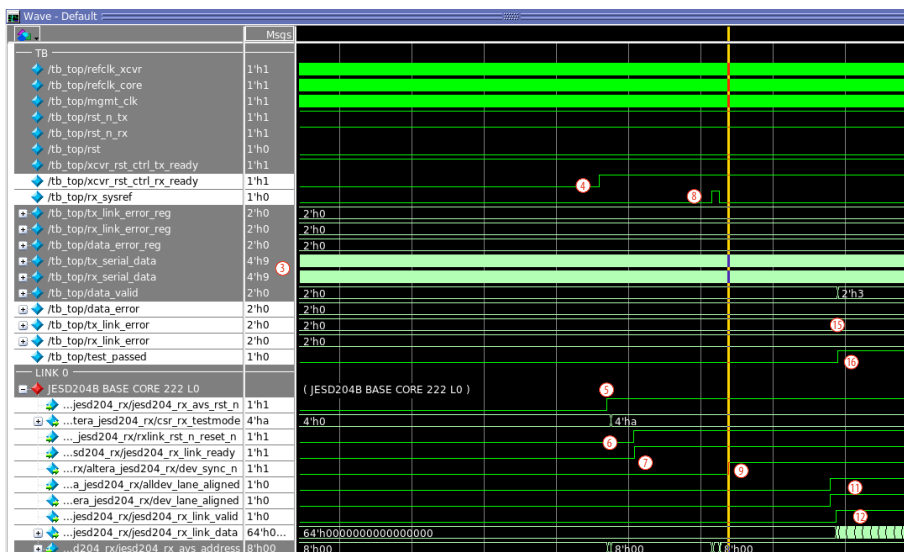 Wave - Default
Msgs
TB
/tb_top/refclk_xcvr 1'h1
/tb_top/refclk_core 1'h1
/tb_top/mgmt_clk 1'h1
/tb_top/rst_n_tx 1'h1
/tb_top/rst_n_rx 1'h1
/tb_top/rst 1'h0
/tb_top/xcvr_rst_ctrl_tx_ready 1'h1
/tb_top/xcvr_rst_ctrl_rx_ready 1'h1 4
/tb_top/rx_sysref 1'h0 8
/tb_top/tx_link_error_reg 2'h0 2'h0
/tb_top/rx_link_error_reg 2'h0 2'h0
/tb_top/data_error_reg 2'h0 2'h0
/tb_top/tx_serial_data 4'h9 3
/tb_top/rx_serial_data 4'h9
/tb_top/data_valid 2'h0 2'h0 2'h3
/tb_top/data_error 2'h0 2'h0
/tb_top/tx_link_error 2'h0 2'h0 15
/tb_top/rx_link_error 2'h0 2'h0
/tb_top/test_passed 1'h0 16
LINK 0
JESD204B BASE CORE 222 L0 ( JESD204B BASE CORE 222 L0 ) 5
...jesd204_rx/jesd204_rx_avs_rst_n 1'h1
...tera_jesd204_rx/csr_rx_testmode 4'ha 4'h0 4'ha
..._jesd204_rx/rxlink_rst_n_reset_n 1'h1 6
...sd204_rx/jesd204_rx_link_ready 1'h1 7
...rx/altera_jesd204_rx/dev_sync_n 1'h1 9
...a_jesd204_rx/alldev_lane_aligned 1'h0 11
...era_jesd204_rx/dev_lane_aligned 1'h0
...jesd204_rx/jesd204_rx_link_valid 1'h0 12
...jesd204_rx/jesd204_rx_link_data 64'h0... 64'h0000000000000000
...d204_rx/jesd204_rx_avs_address 8'h00 8'h00 8'h00 8'h00